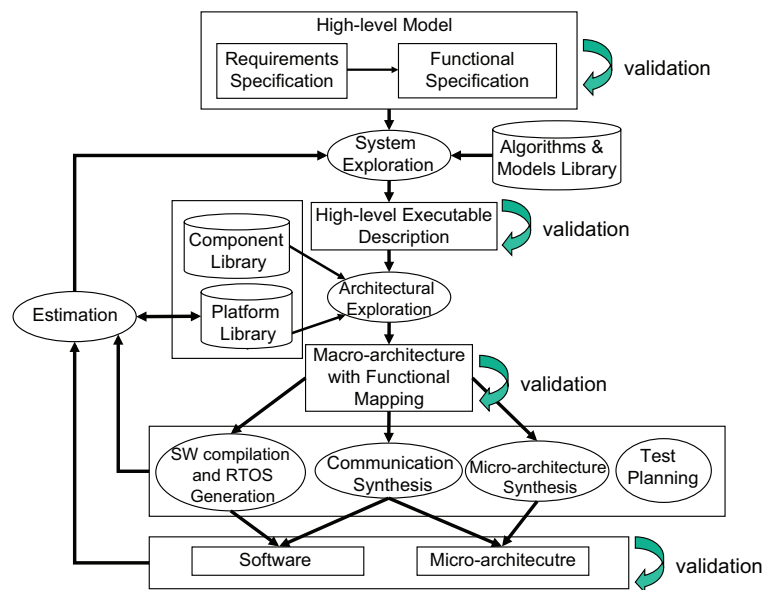 High-level Model
Requirements
Specification
Functional
Specification
validation
System
Exploration
Algorithms &
Models Library
High-level Executable
Description
validation
Component
Library
Architectural
Exploration
Estimation
Platform
Library
Macro-architecture
with Functional
Mapping
validation
SW compilation
and RTOS
Generation
Communication
Synthesis
Micro-architecture
Synthesis
Test
Planning
Software
Micro-architecutre
validation